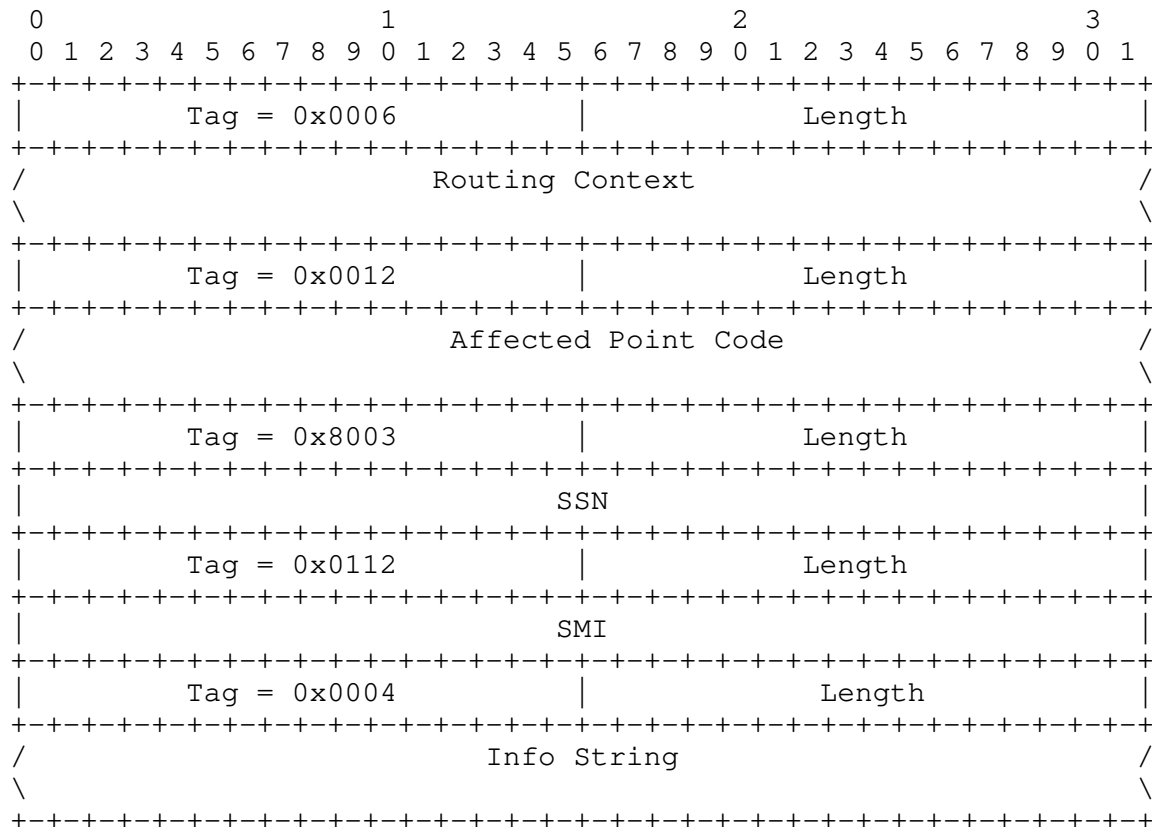 0                   1                   2                   3
 0 1 2 3 4 5 6 7 8 9 0 1 2 3 4 5 6 7 8 9 0 1 2 3 4 5 6 7 8 9 0 1
+-+-+-+-+-+-+-+-+-+-+-+-+-+-+-+-+-+-+-+-+-+-+-+-+-+-+-+-+-+-+-+-+
|         Tag = 0x0006          |            Length             |
+-+-+-+-+-+-+-+-+-+-+-+-+-+-+-+-+-+-+-+-+-+-+-+-+-+-+-+-+-+-+-+-+
/                       Routing Context                         /
\                                                               \
+-+-+-+-+-+-+-+-+-+-+-+-+-+-+-+-+-+-+-+-+-+-+-+-+-+-+-+-+-+-+-+-+
|         Tag = 0x0012          |            Length             |
+-+-+-+-+-+-+-+-+-+-+-+-+-+-+-+-+-+-+-+-+-+-+-+-+-+-+-+-+-+-+-+-+
/                        Affected Point Code                    /
\                                                               \
+-+-+-+-+-+-+-+-+-+-+-+-+-+-+-+-+-+-+-+-+-+-+-+-+-+-+-+-+-+-+-+-+
|         Tag = 0x8003          |            Length             |
+-+-+-+-+-+-+-+-+-+-+-+-+-+-+-+-+-+-+-+-+-+-+-+-+-+-+-+-+-+-+-+-+
|                              SSN                              |
+-+-+-+-+-+-+-+-+-+-+-+-+-+-+-+-+-+-+-+-+-+-+-+-+-+-+-+-+-+-+-+-+
|         Tag = 0x0112          |            Length             |
+-+-+-+-+-+-+-+-+-+-+-+-+-+-+-+-+-+-+-+-+-+-+-+-+-+-+-+-+-+-+-+-+
|                              SMI                              |
+-+-+-+-+-+-+-+-+-+-+-+-+-+-+-+-+-+-+-+-+-+-+-+-+-+-+-+-+-+-+-+-+
|         Tag = 0x0004          |             Length            |
+-+-+-+-+-+-+-+-+-+-+-+-+-+-+-+-+-+-+-+-+-+-+-+-+-+-+-+-+-+-+-+-+
/                          Info String                          /
\                                                               \
+-+-+-+-+-+-+-+-+-+-+-+-+-+-+-+-+-+-+-+-+-+-+-+-+-+-+-+-+-+-+-+-+